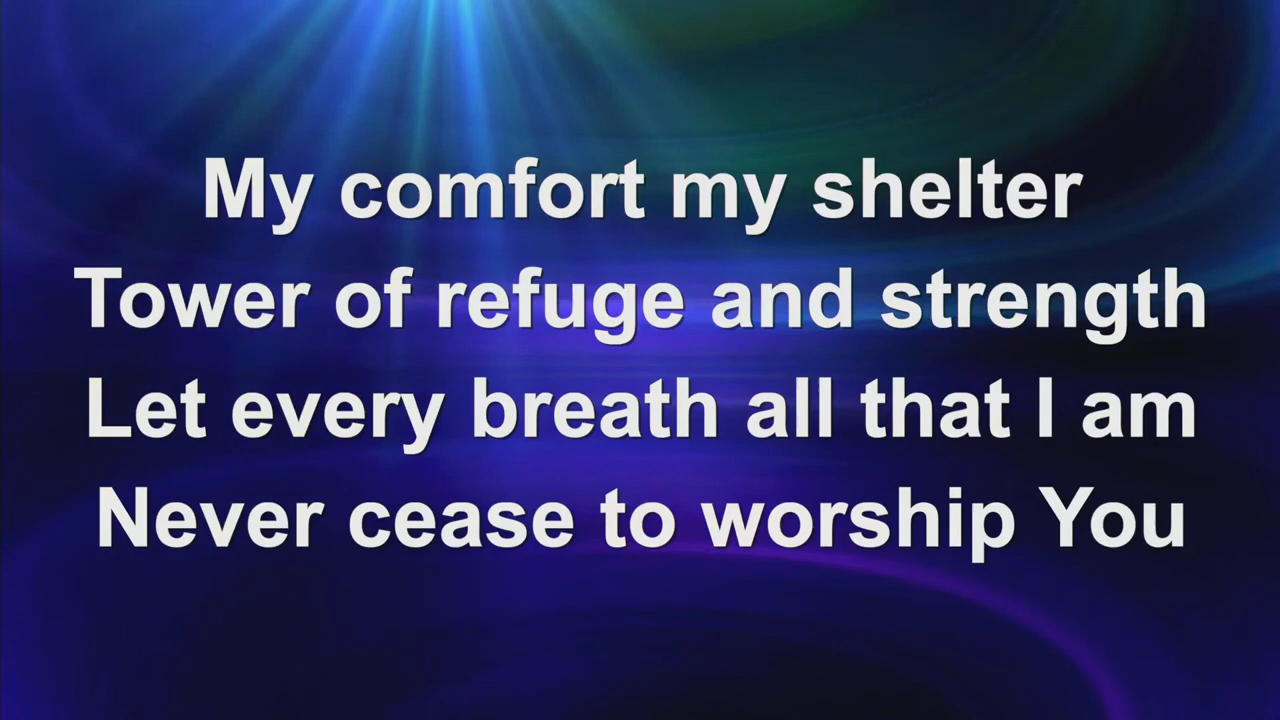 My comfort my shelter
Tower of refuge and strength
Let every breath all that I am
Never cease to worship You